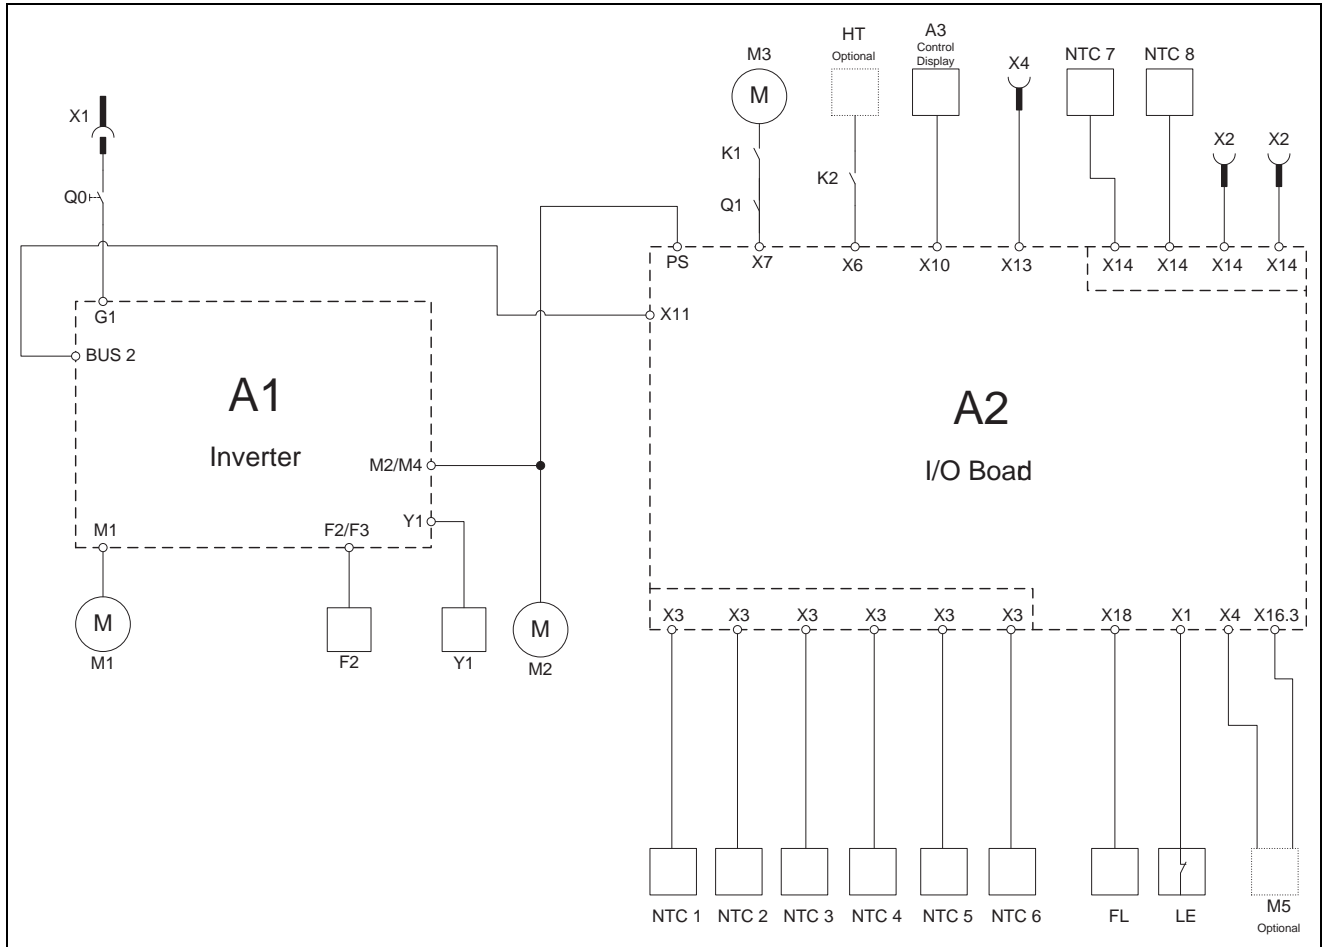 HT
A3
M3
Optional
Control
Display
X4
NTC 7
NTC 8
M
X1
K1
X2
X2
K2
Q0
Q1
PS
X7
X6
X10
X13
X14
X14
X14
X14
G1
X11
BUS 2
A1
A2
Inverter
M2/M4
I/O Board
Y1
M1
F2/F3
X3
X3
X3
X3
X3
X3
X18
X1
X4
X16.3
M
M
M1
F2
Y1
M2
NTC 1
NTC 2
NTC 3
NTC 4
NTC 5
NTC 6
FL
LE
M5
Optional